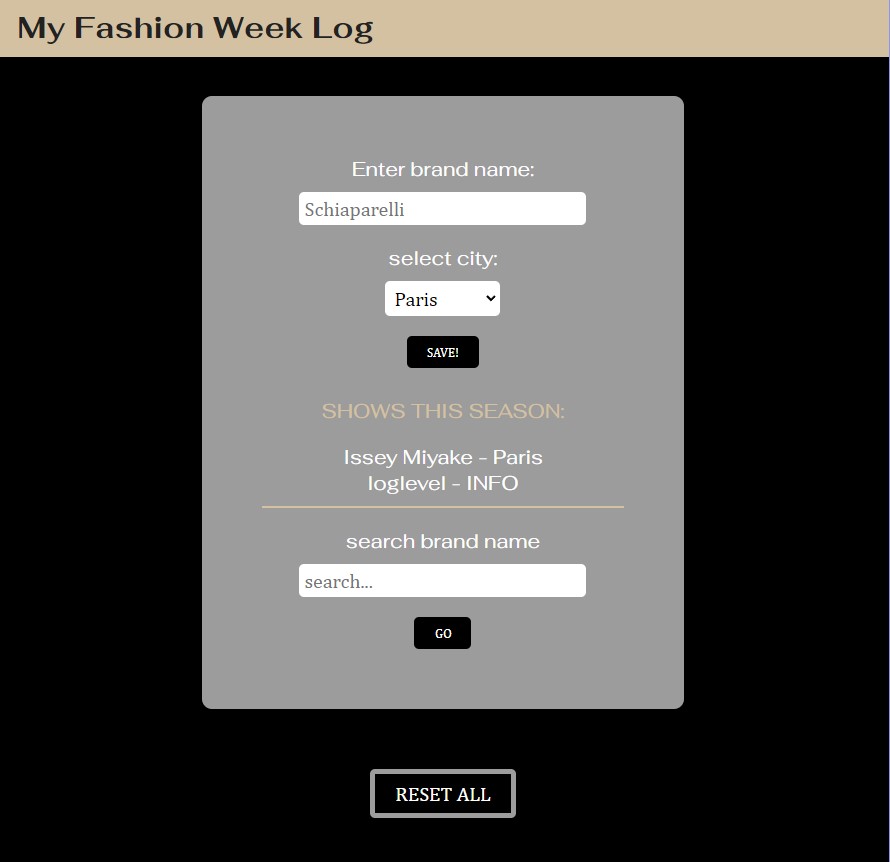 My Fashion Week Log
Enter brand name:
Schiaparelli
select city:
Paris
SAVE!
SHOWS THIS SEASON:
Issey Miyake - Paris
loglevel - INFO
search brand name
search...
GO
RESET ALL